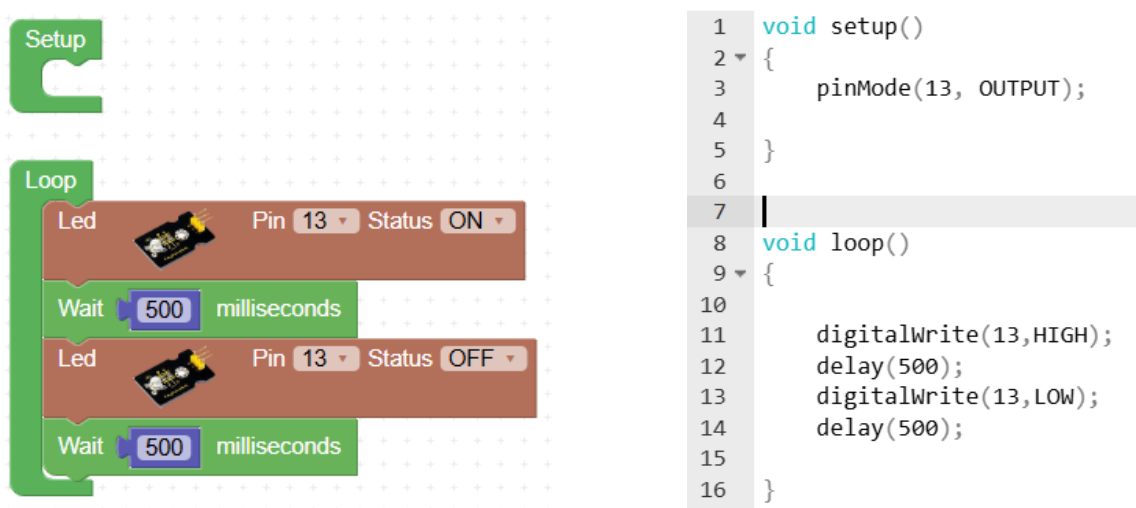 Setup
Loop
Led Pin 13 Status ON
Wait 500 milliseconds
Led Pin 13 Status OFF
Wait 500 milliseconds
1 void setup()
2 {
3 pinMode(13, OUTPUT);
4
5 }
6
7
8 void loop()
9 {
10
11 digitalWrite(13,HIGH);
12 delay(500);
13 digitalWrite(13,LOW);
14 delay(500);
15
16 }